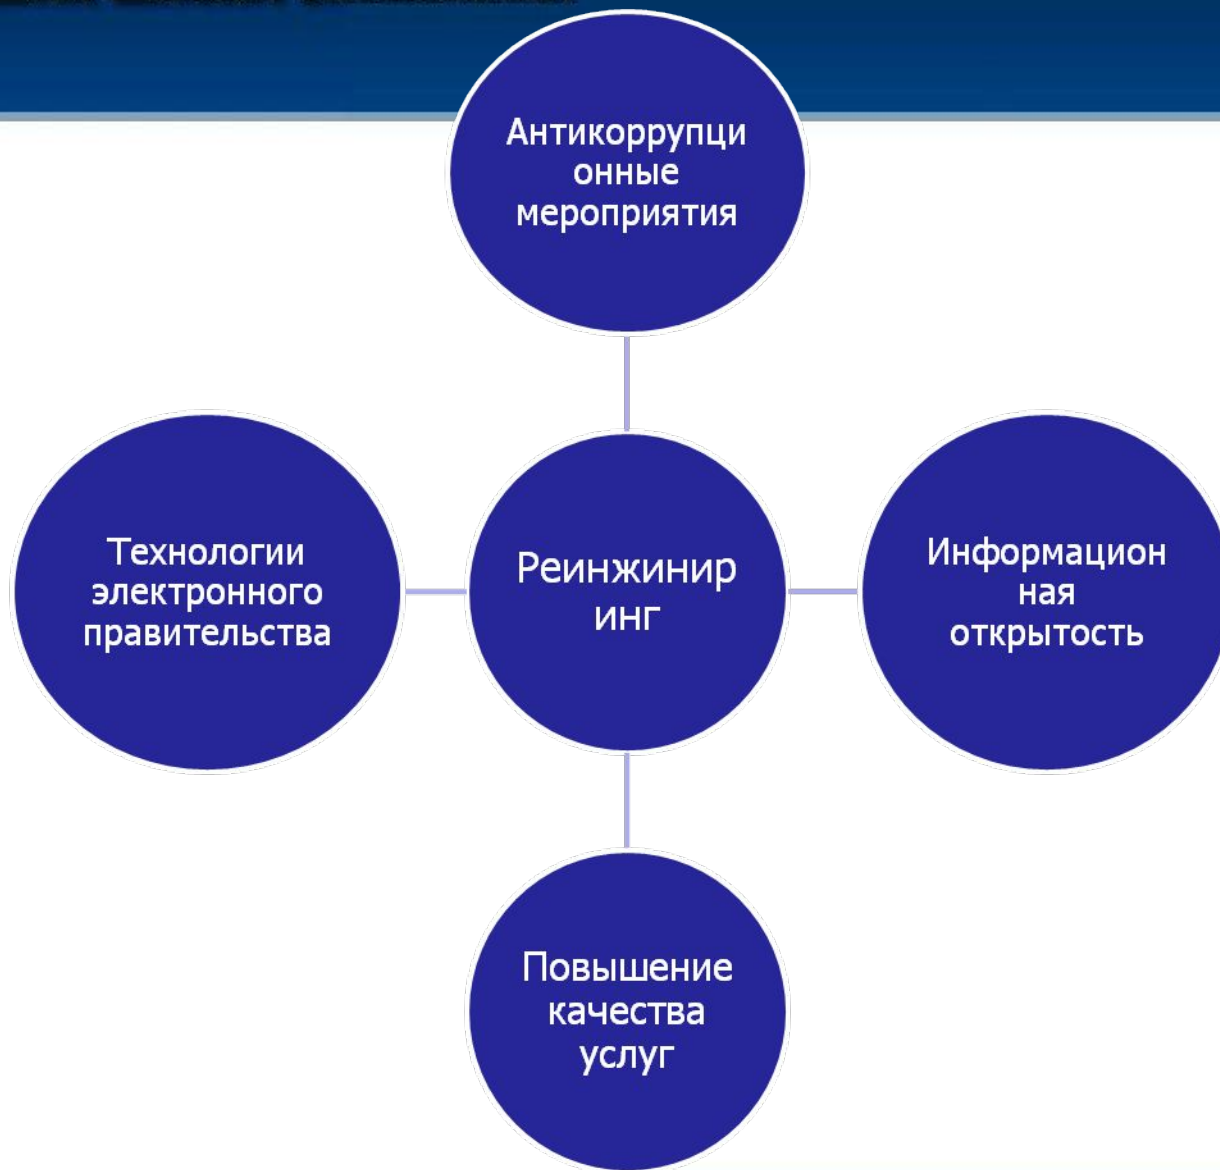 Антикоррупци
онные
мероприятия
Технологии
электронного
правительства
Реинжинир
инг
Информацион
ная
открытость
Повышение
качества
услуг